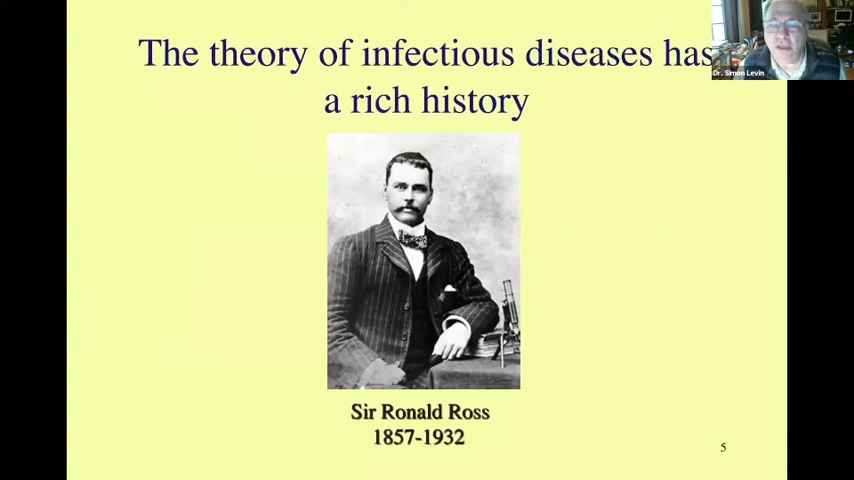 The theory of infectious diseases has
a rich history
Dr. Simon Levin
Sir Ronald Ross
1857-1932
5